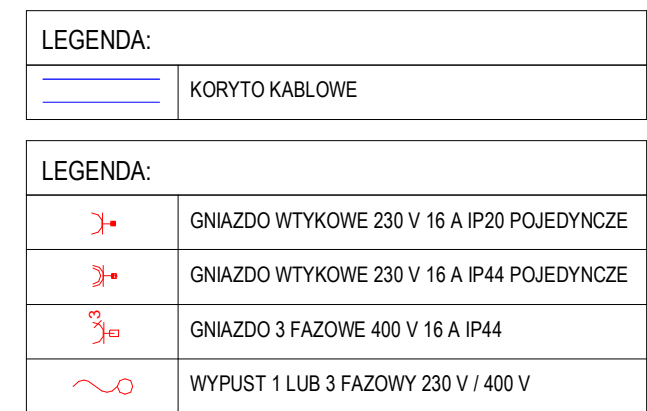 LEGENDA:
KORYTO KABLOWE
LEGENDA:
GNIAZDO WTYKOWE 230 V 16 A IP20 POJEDYNCZE
GNIAZDO WTYKOWE 230 V 16 A IP44 POJEDYNCZE
3
GNIAZDO 3 FAZOWE 400 V 16 A IP44
WYPUST 1 LUB 3 FAZOWY 230 V / 400 V